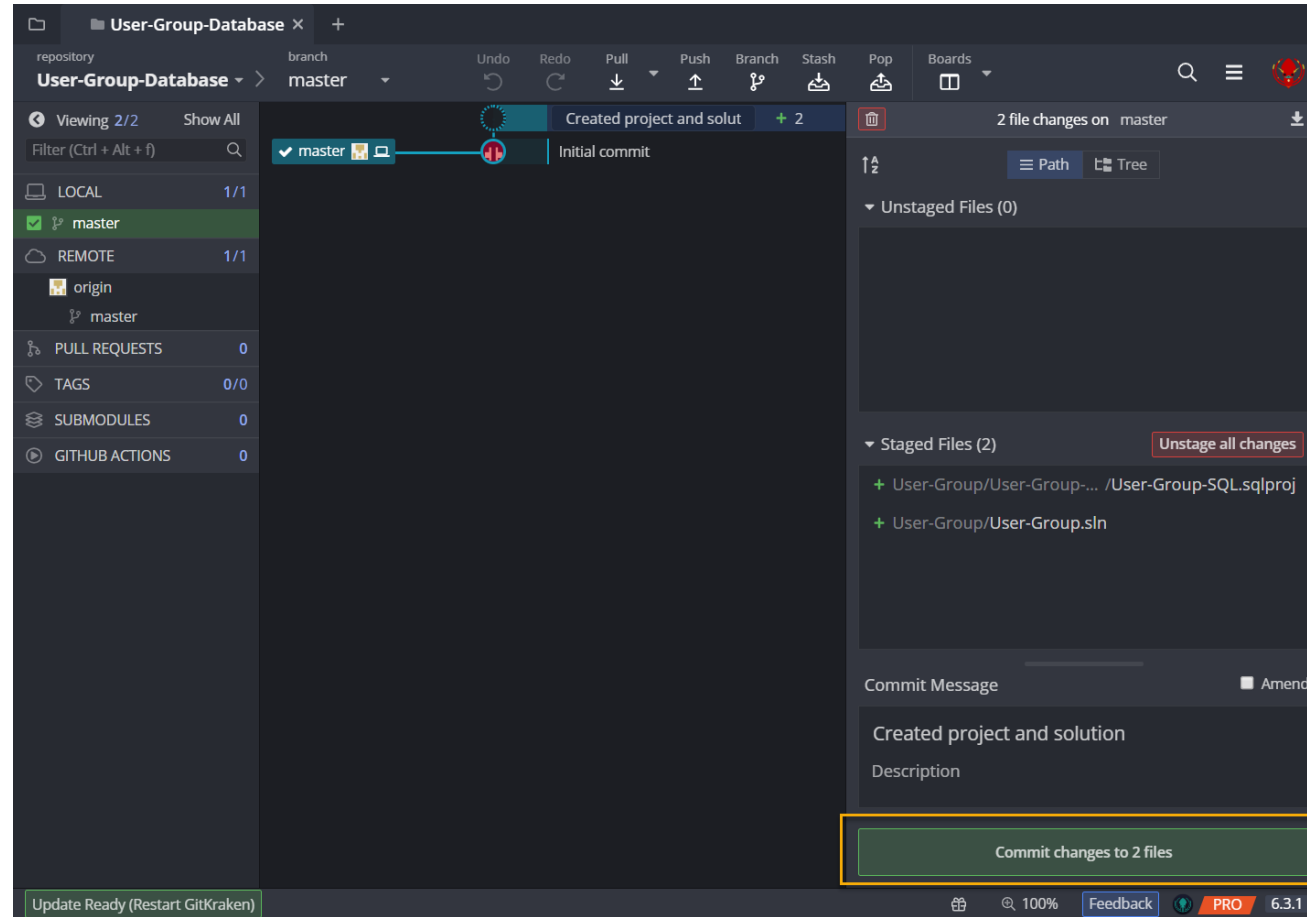 User-Group-Database
+
repository
User-Group-Database
branch
master
Undo
Redo
Pull
Push
Branch
Stash
Pop
Boards
Viewing 2/2
Show All
Filter (Ctrl + Alt + f)
LOCAL 1/1
master
REMOTE 1/1
origin
master
PULL REQUESTS 0
TAGS 0/0
SUBMODULES 0
GITHUB ACTIONS 0
Created project and solut + 2
master
Initial commit
2 file changes on master
Path
Tree
Unstaged Files (0)
Staged Files (2)
Unstage all changes
+ User-Group/User-Group-... /User-Group-SQL.sqlproj
+ User-Group/User-Group.sln
Commit Message
Amend
Created project and solution
Description
Commit changes to 2 files
Update Ready (Restart GitKraken)
100%
Feedback
PRO
6.3.1